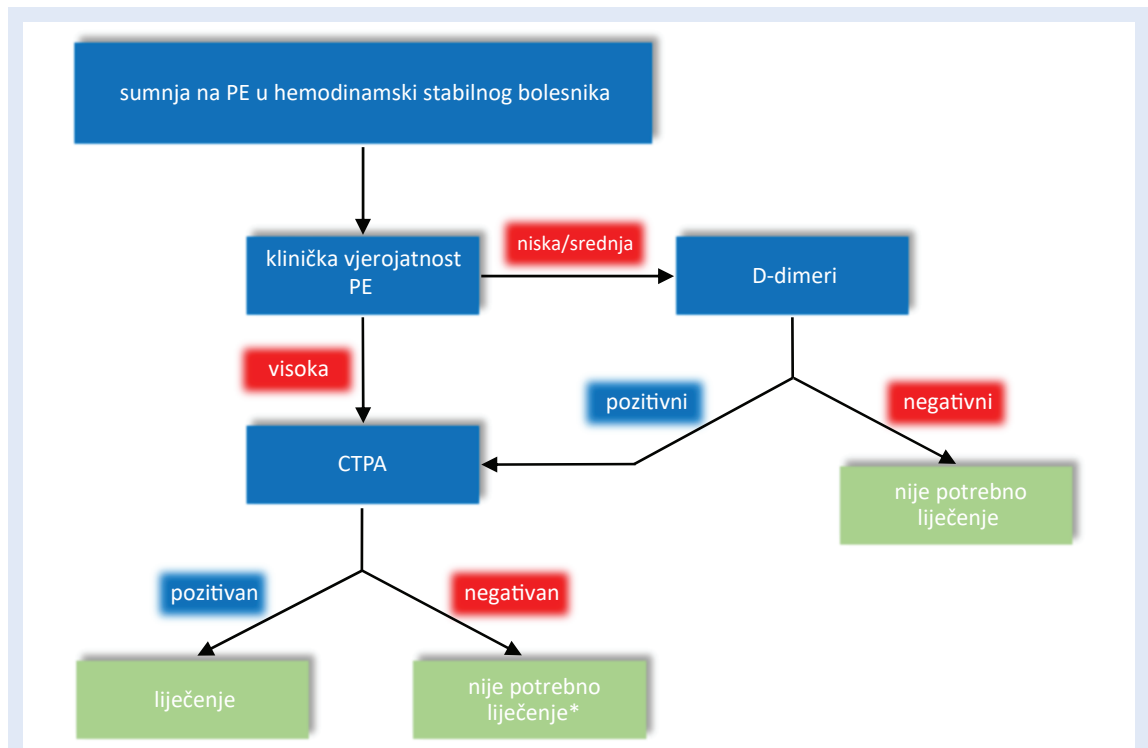 sumnja na PE u hemodinamski stabilnog bolesnika
klinička vjerojatnost
PE
niska/srednja
D-dimeri
visoka
pozitivni
negativni
CTPA
nije potrebno
liječenje
pozitivan
negativan
liječenje
nije potrebno
liječenje*